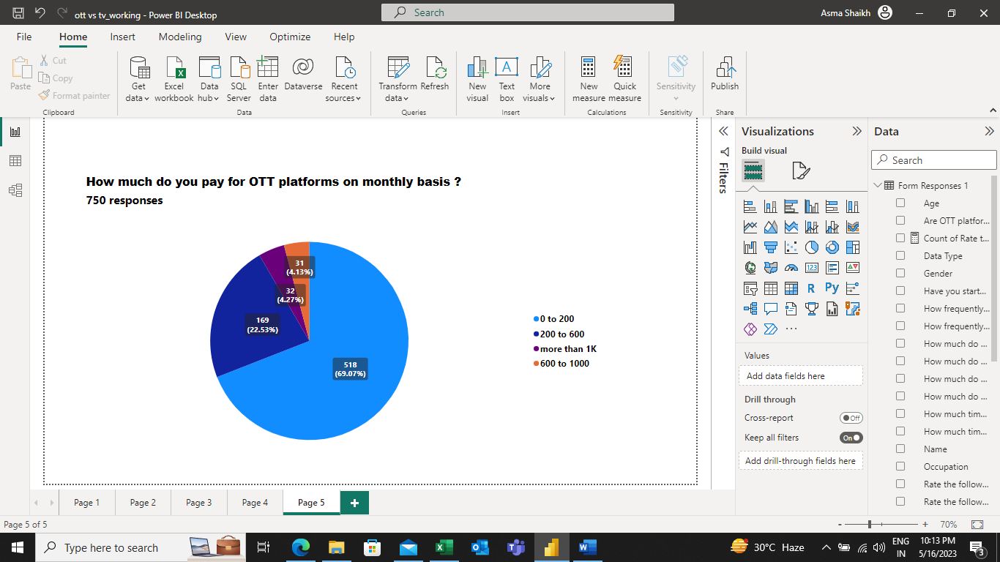 ott vs tv_working - Power BI Desktop
Search
Asma Shaikh
File
Home
Insert
Modeling
View
Optimize
Help
Paste
Cut
Copy
Format painter
Clipboard
Get data
Excel workbook
Data hub
SQL Server
Enter data
Dataverse
Recent sources
Data
Transform data
Refresh
Queries
New visual
Text box
More visuals
Insert
New measure
Quick measure
Calculations
Sensitivity
Sensitivity
Publish
Share
How much do you pay for OTT platforms on monthly basis ?
750 responses
31
(4.13%)
32
(4.27%)
169
(22.53%)
518
(69.07%)
0 to 200
200 to 600
more than 1K
600 to 1000
Filters
Visualizations
Build visual
123
R
Py
...
Values
Add data fields here
Drill through
Cross-report
Off
Keep all filters
On
Add drill-through fields here
Data
Search
Form Responses 1
Age
Are OTT platfor...
Count of Rate t...
Data Type
Gender
Have you start...
How frequently...
How frequently...
How much do ...
How much do ...
How much do ...
How much do ...
How much tim...
How much tim...
Name
Occupation
Rate the follow...
Rate the follow...
Page 1
Page 2
Page 3
Page 4
Page 5
+
Page 5 of 5
- + 70%
Type here to search
30°C Haze
ENG
IN
10:13 PM
5/16/2023
3